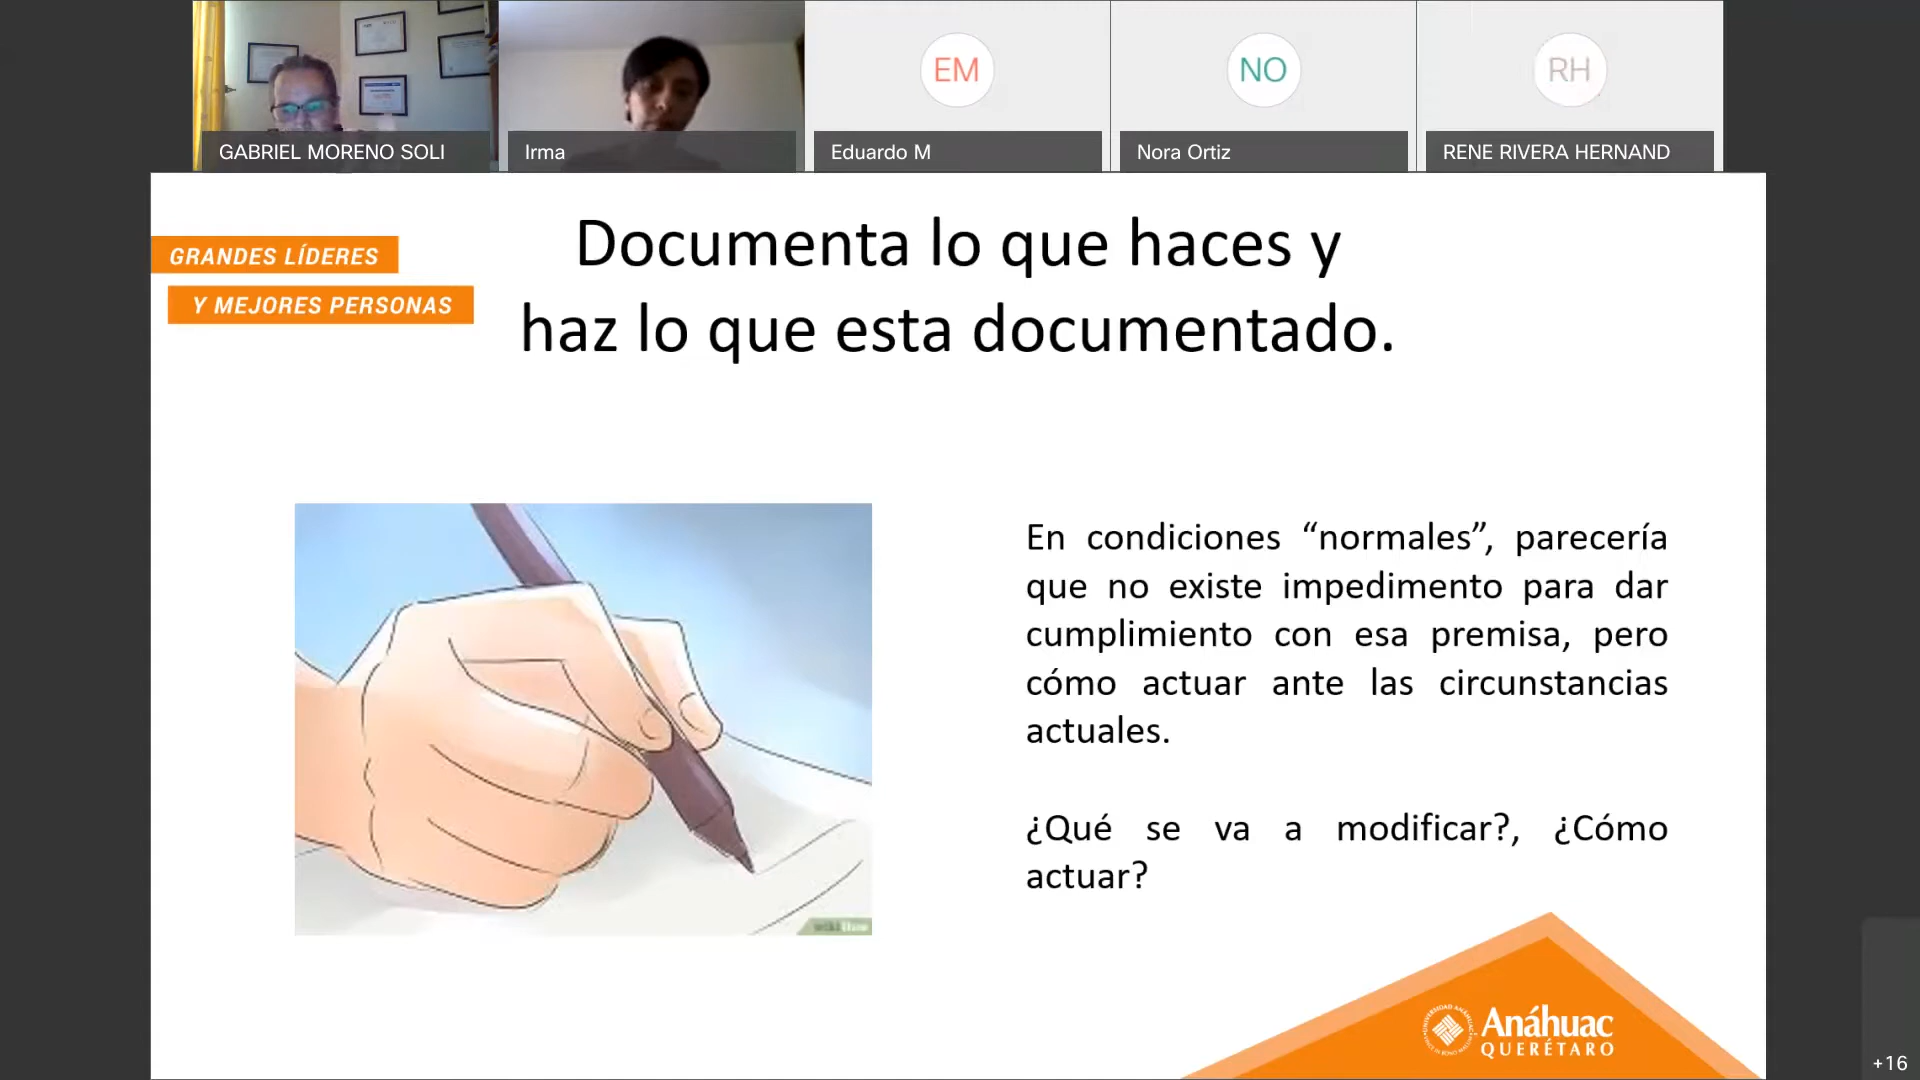 EM
NO
RH
GABRIEL MORENO SOLI
Irma
Eduardo M
Nora Ortiz
RENE RIVERA HERNAND
GRANDES LÍDERES
Y MEJORES PERSONAS
Documenta lo que haces y
haz lo que esta documentado.
En condiciones “normales”, parecería
que no existe impedimento para dar
cumplimiento con esa premisa, pero
cómo actuar ante las circunstancias
actuales.
¿Qué se va a modificar?, ¿Cómo
actuar?
wikiHow
Anáhuac
QUERÉTARO
+16